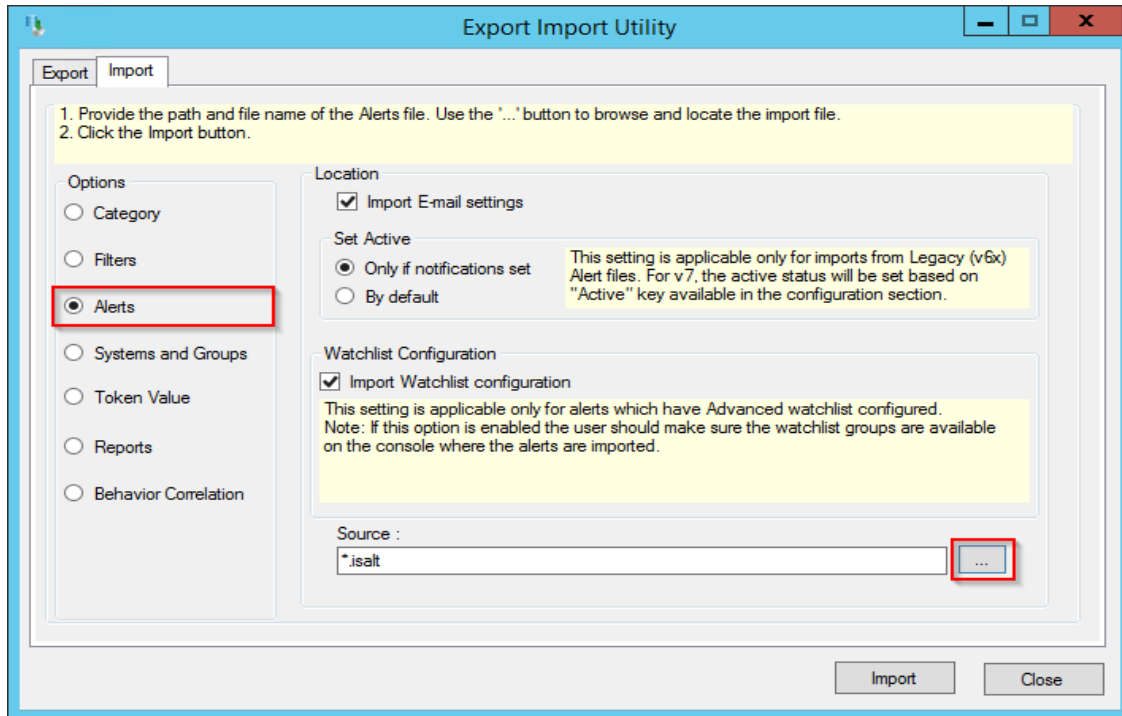 Export Import Utility
Export
Import
1. Provide the path and file name of the Alerts file. Use the '...' button to browse and locate the import file.
2. Click the Import button.
Options
Category
Filters
Alerts
Systems and Groups
Token Value
Reports
Behavior Correlation
Location
Import E-mail settings
Set Active
Only if notifications set
By default
This setting is applicable only for imports from Legacy (v6x)
Alert files. For v7, the active status will be set based on
"Active" key available in the configuration section.
Watchlist Configuration
Import Watchlist configuration
This setting is applicable only for alerts which have Advanced watchlist configured.
Note: If this option is enabled the user should make sure the watchlist groups are available
on the console where the alerts are imported.
Source :
*.isalt
...
Import
Close